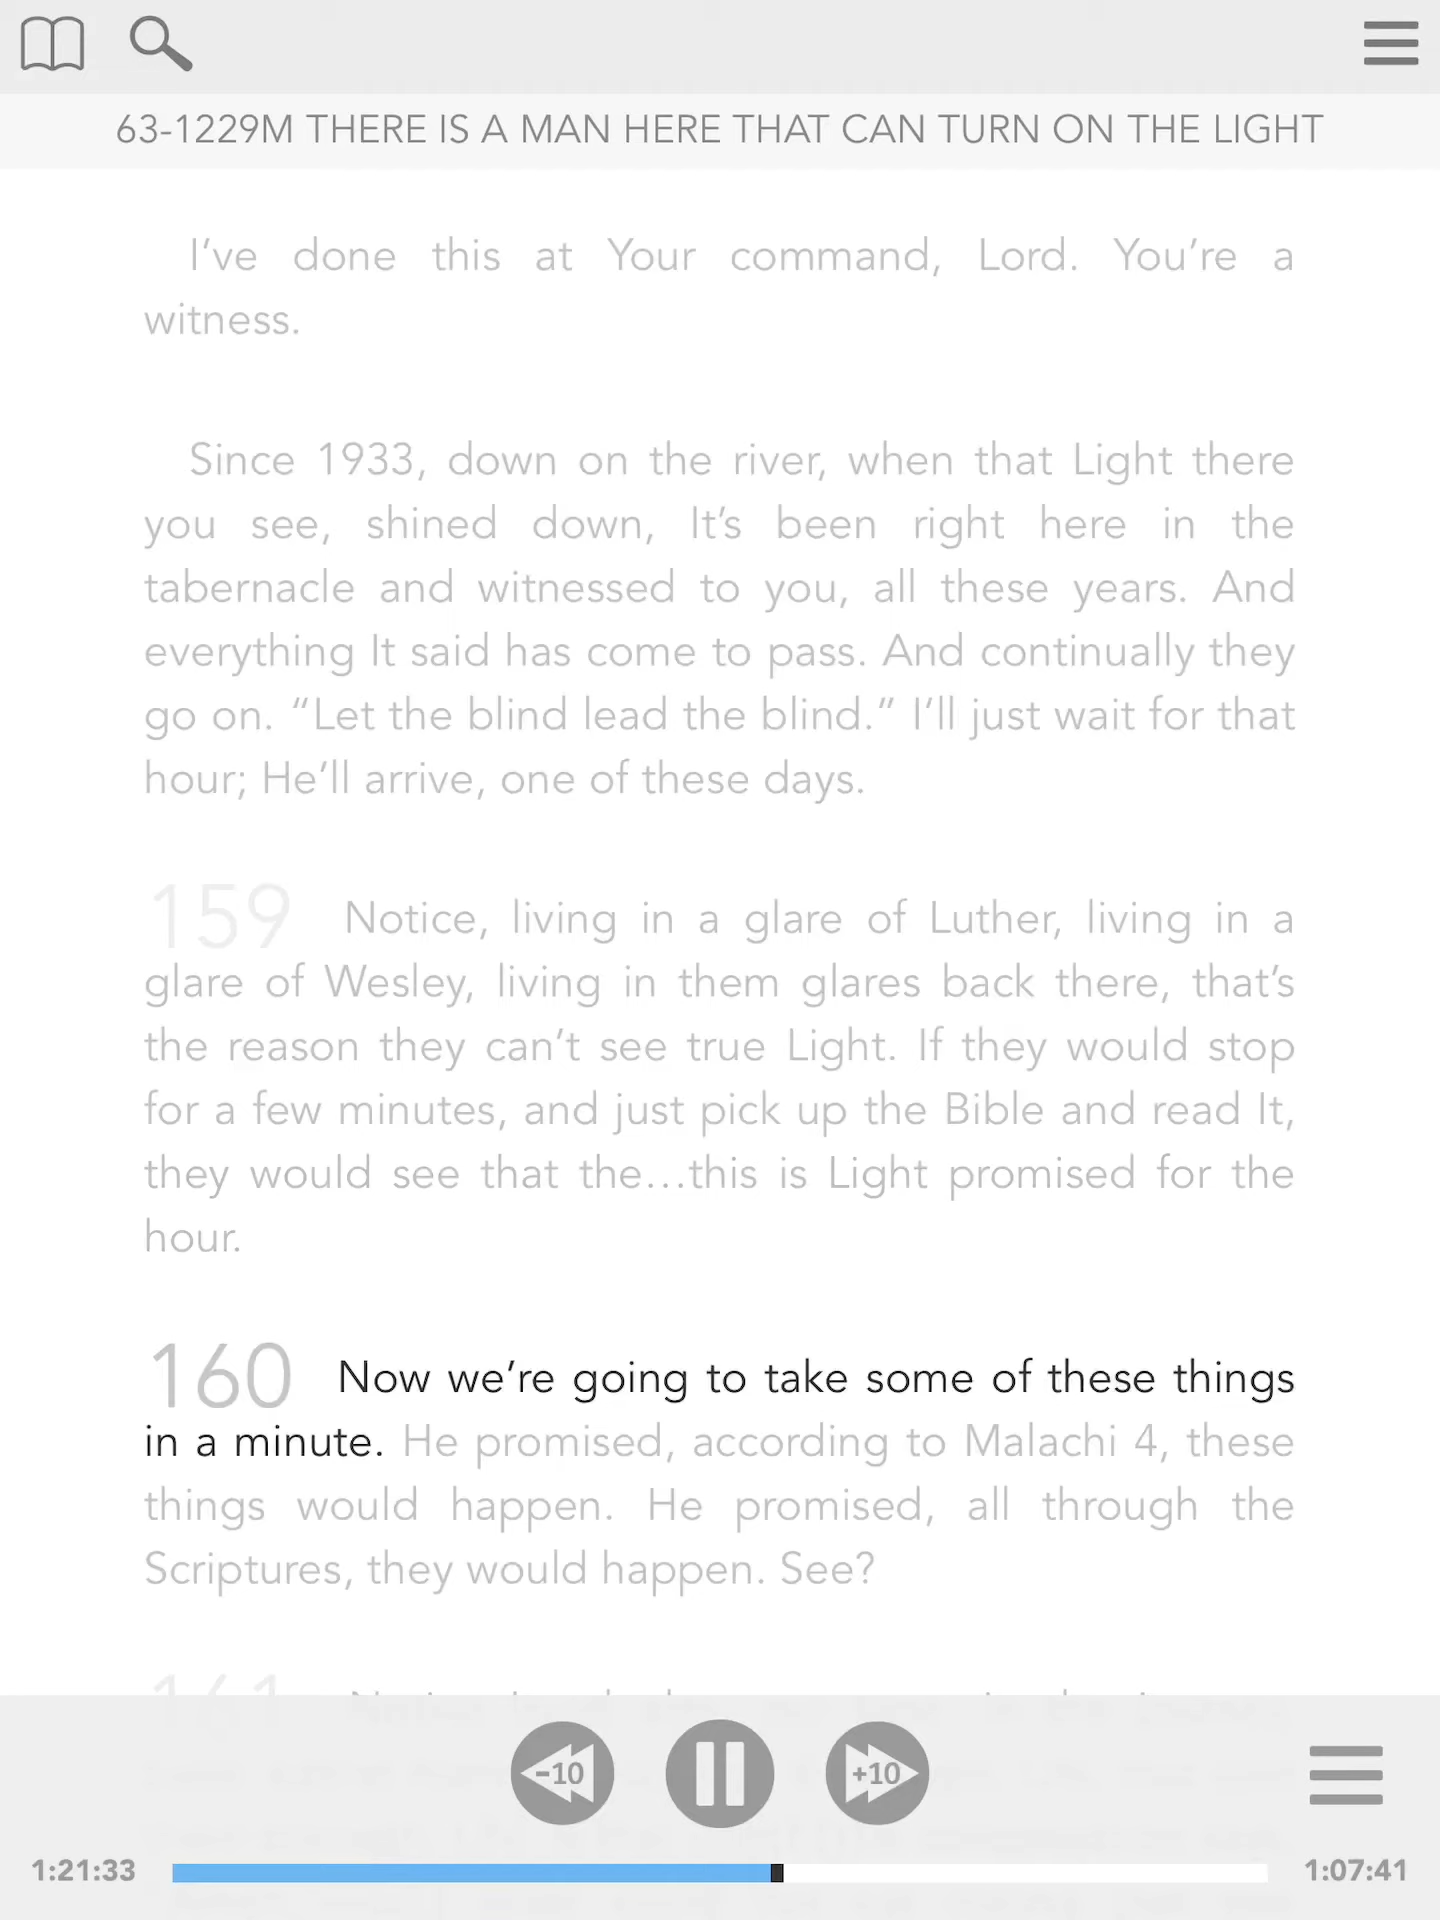 63-1229M THERE IS A MAN HERE THAT CAN TURN ON THE LIGHT
I’ve done this at Your command, Lord. You’re a
witness.
Since 1933, down on the river, when that Light there
you see, shined down, It’s been right here in the
tabernacle and witnessed to you, all these years. And
everything It said has come to pass. And continually they
go on. “Let the blind lead the blind.” I’ll just wait for that
hour; He’ll arrive, one of these days.
159 Notice, living in a glare of Luther, living in a
glare of Wesley, living in them glares back there, that’s
the reason they can’t see true Light. If they would stop
for a few minutes, and just pick up the Bible and read It,
they would see that the…this is Light promised for the
hour.
160 Now we’re going to take some of these things
in a minute. He promised, according to Malachi 4, these
things would happen. He promised, all through the
Scriptures, they would happen. See?
161
-10 +10
1:21:33 1:07:41